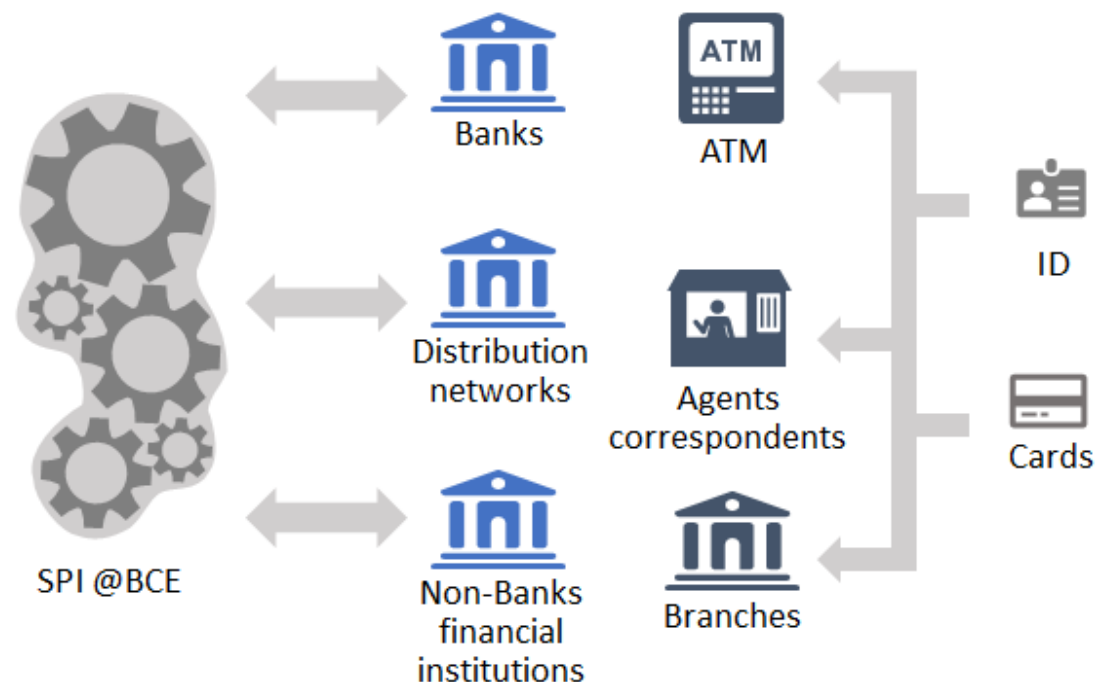 ATM
Banks
ATM
ID
Distribution
networks
Agents
correspondents
Cards
SPI @BCE
Non-Banks
financial
institutions
Branches